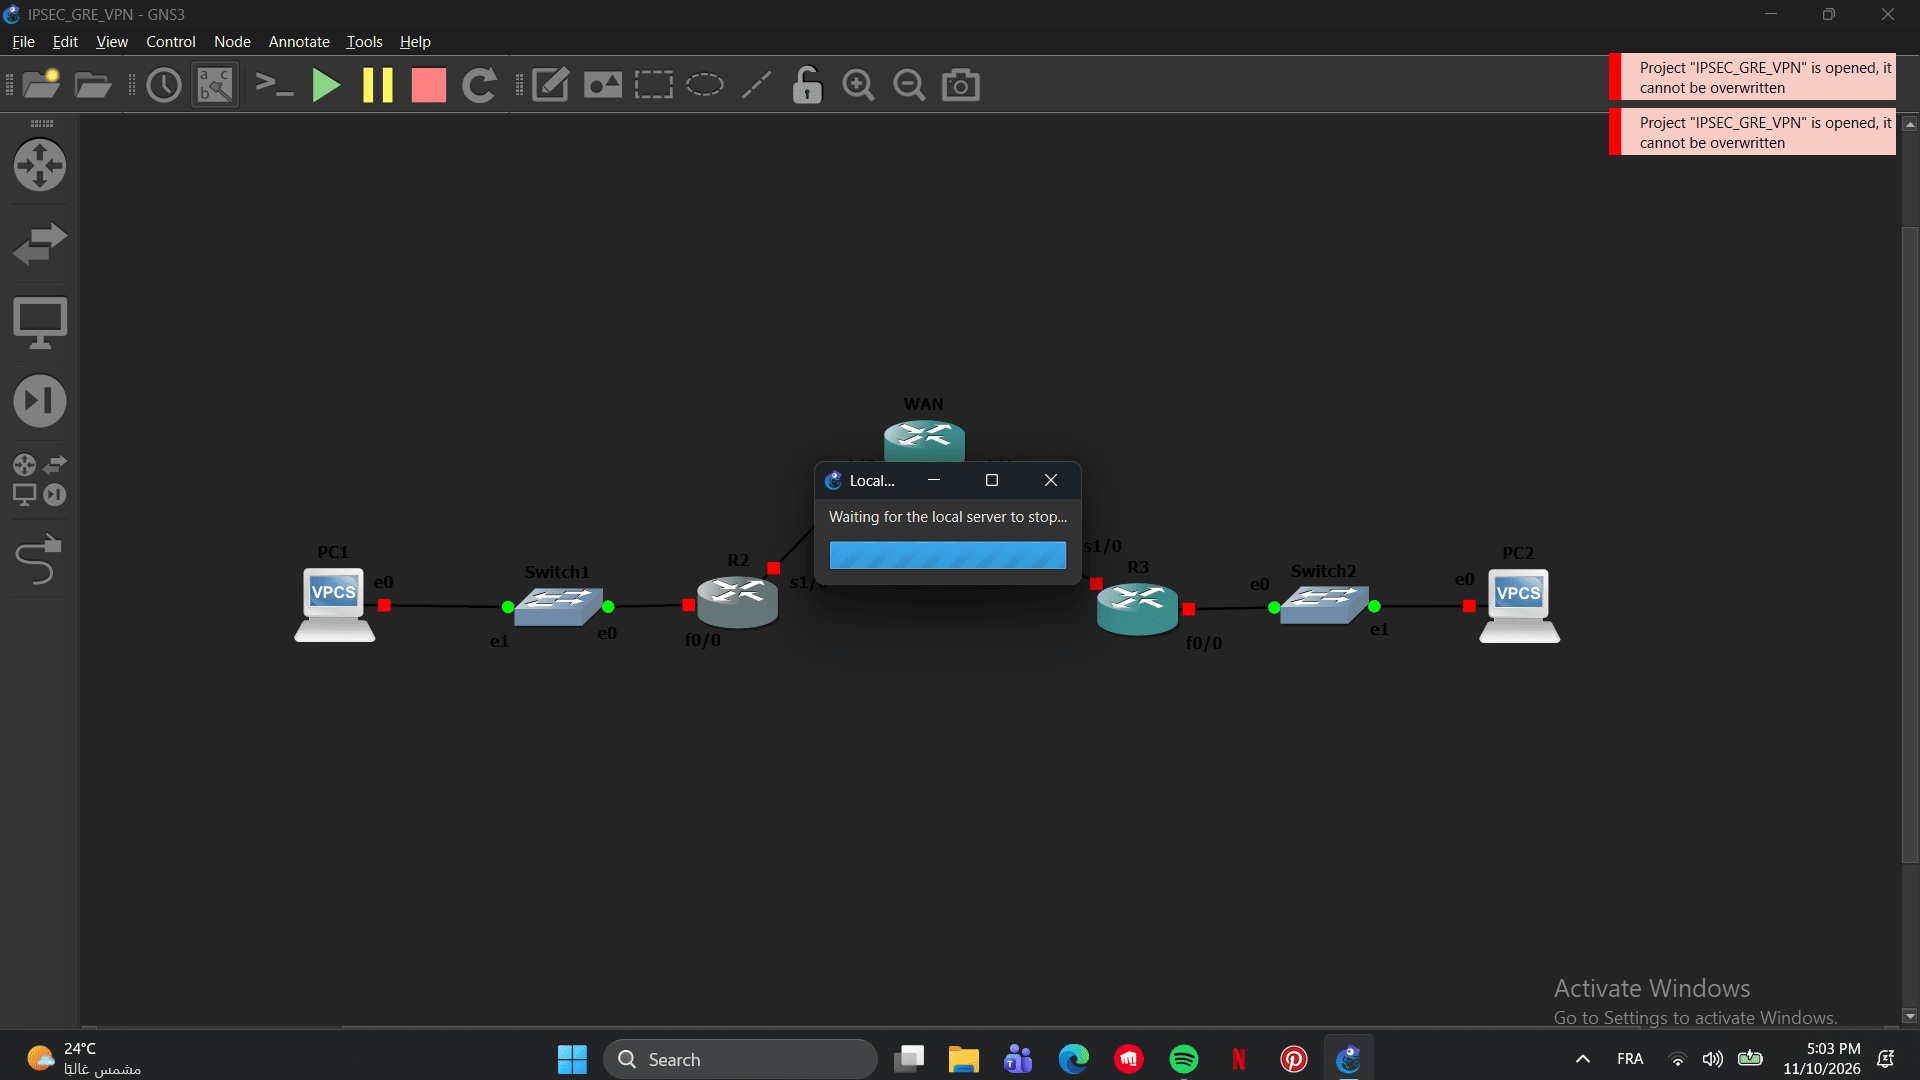 IPSEC_GRE_VPN - GNS3
File Edit View Control Node Annotate Tools Help
a c
b
Project "IPSEC_GRE_VPN" is opened, it
cannot be overwritten
Project "IPSEC_GRE_VPN" is opened, it
cannot be overwritten
WAN
Local...
Waiting for the local server to stop...
PC1
VPCS
e0
Switch1
e1
e0
R2
s1/0
f0/0
s1/0
R3
f0/0
Switch2
e0
e1
PC2
e0
VPCS
Activate Windows
Go to Settings to activate Windows.
24°C
مشمس غالبًا
Search
FRA
5:03 PM
11/10/2026